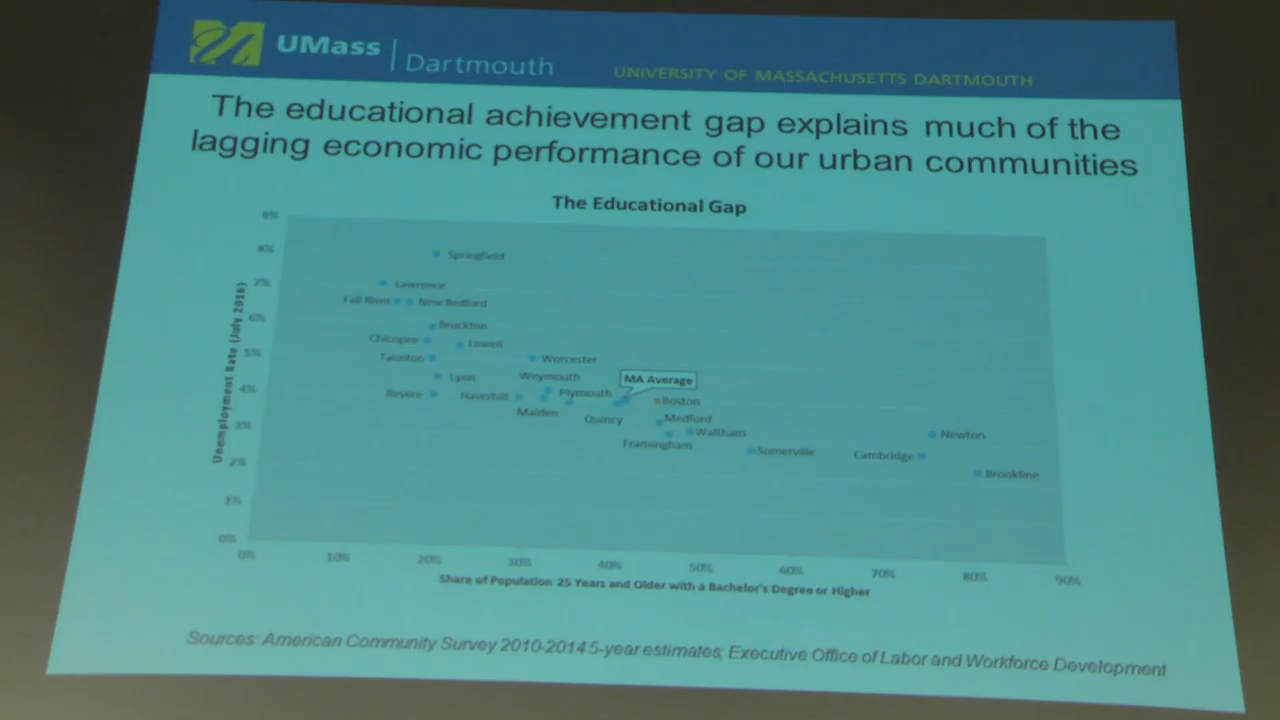 UMass | Dartmouth
UNIVERSITY OF MASSACHUSETTS DARTMOUTH
The educational achievement gap explains much of the
lagging economic performance of our urban communities
The Educational Gap
9%
8%
7%
6%
5%
4%
3%
2%
1%
0%
Unemployment Rate (July 2016)
Springfield
Lawrence
Fall River
New Bedford
Brockton
Chicopee
Lowell
Taunton
Worcester
Lynn
Weymouth
MA Average
Revere
Haverhill
Plymouth
Boston
Malden
Quincy
Medford
Waltham
Framingham
Somerville
Cambridge
Newton
Brookline
0%
10%
20%
30%
40%
50%
60%
70%
80%
90%
Share of Population 25 Years and Older with a Bachelor's Degree or Higher
Sources: American Community Survey 2010-2014 5-year estimates; Executive Office of Labor and Workforce Development